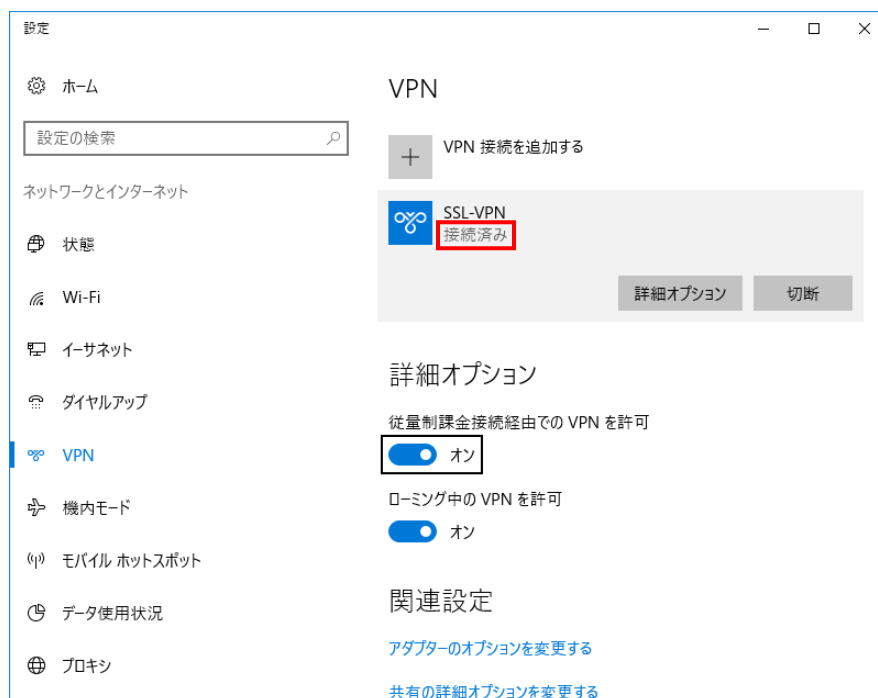 設定
ホーム
設定の検索
ネットワークとインターネット
状態
Wi-Fi
イーサネット
ダイヤルアップ
VPN
機内モード
モバイル ホットスポット
データ使用状況
プロキシ
VPN
VPN 接続を追加する
SSL-VPN
接続済み
詳細オプション 切断
詳細オプション
従量制課金接続経由での VPN を許可
オン
ローミング中の VPN を許可
オン
関連設定
アダプターのオプションを変更する
共有の詳細オプションを変更する